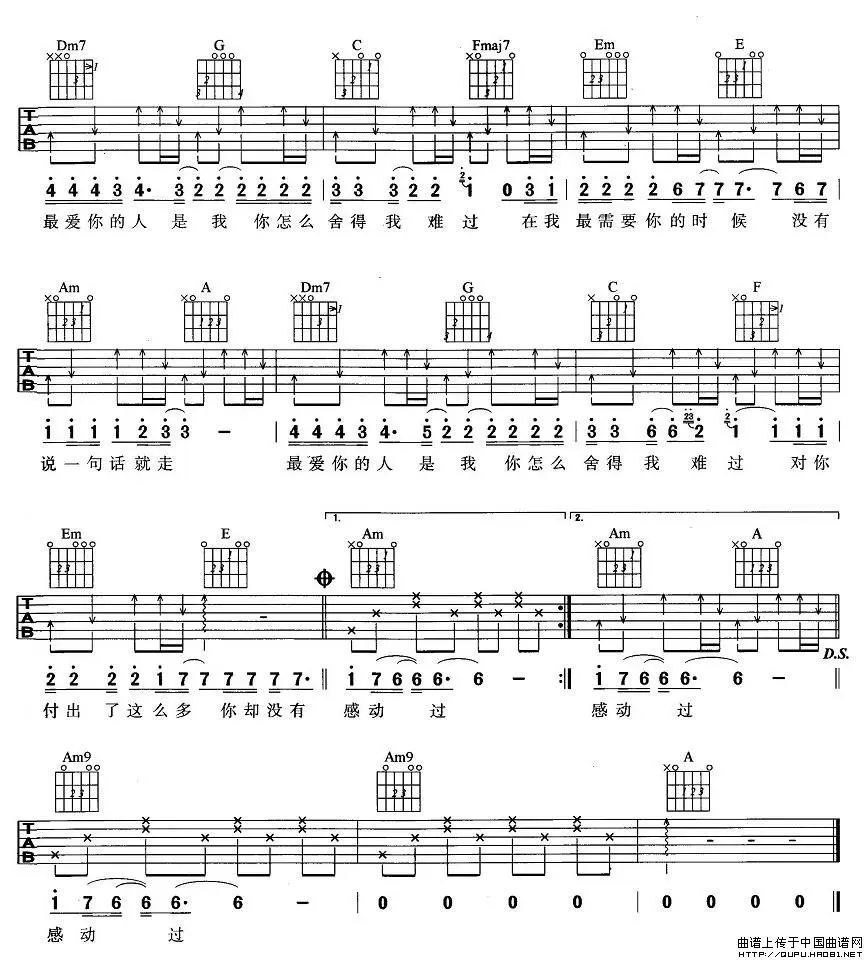 Dm7 G C Fmaj7 Em E
T A B
4 4 4 3 4· 3 2 2 2 2 2 2 | 3 3 3 2 2 2 1 0 3 1 | 2 2 2 2 6 7 7 7· 7 6 7
最爱你的人 是 我 你怎么 舍得我 难过 在我 最需要你的时候 没有
Am A Dm7 G C F
T A B
1 1 1 1 2 3 3 – | 4 4 4 3 4· 5 2 2 2 2 2 2 | 3 3 6 6 23 2 2 1 1 1 1
说一句话就走 最爱你的人 是 我 你怎么 舍得我 难过 对你
1. 2.
Em E Am Am A
T A B
D.S.
2 2 2 2 1 7 7 7 7 7 7· || 1 7 6 6 6· 6 – :|| 1 7 6 6 6· 6 – ||
付出 了这么多 你却没有 感动 过 感动 过
Am9 Am9 A
T A B
1 7 6 6 6· 6 – | 0 0 0 0 | 0 0 0 0 ||
感动 过
曲谱上传于中国曲谱网
HTTP://QUPU.HAO81.NET